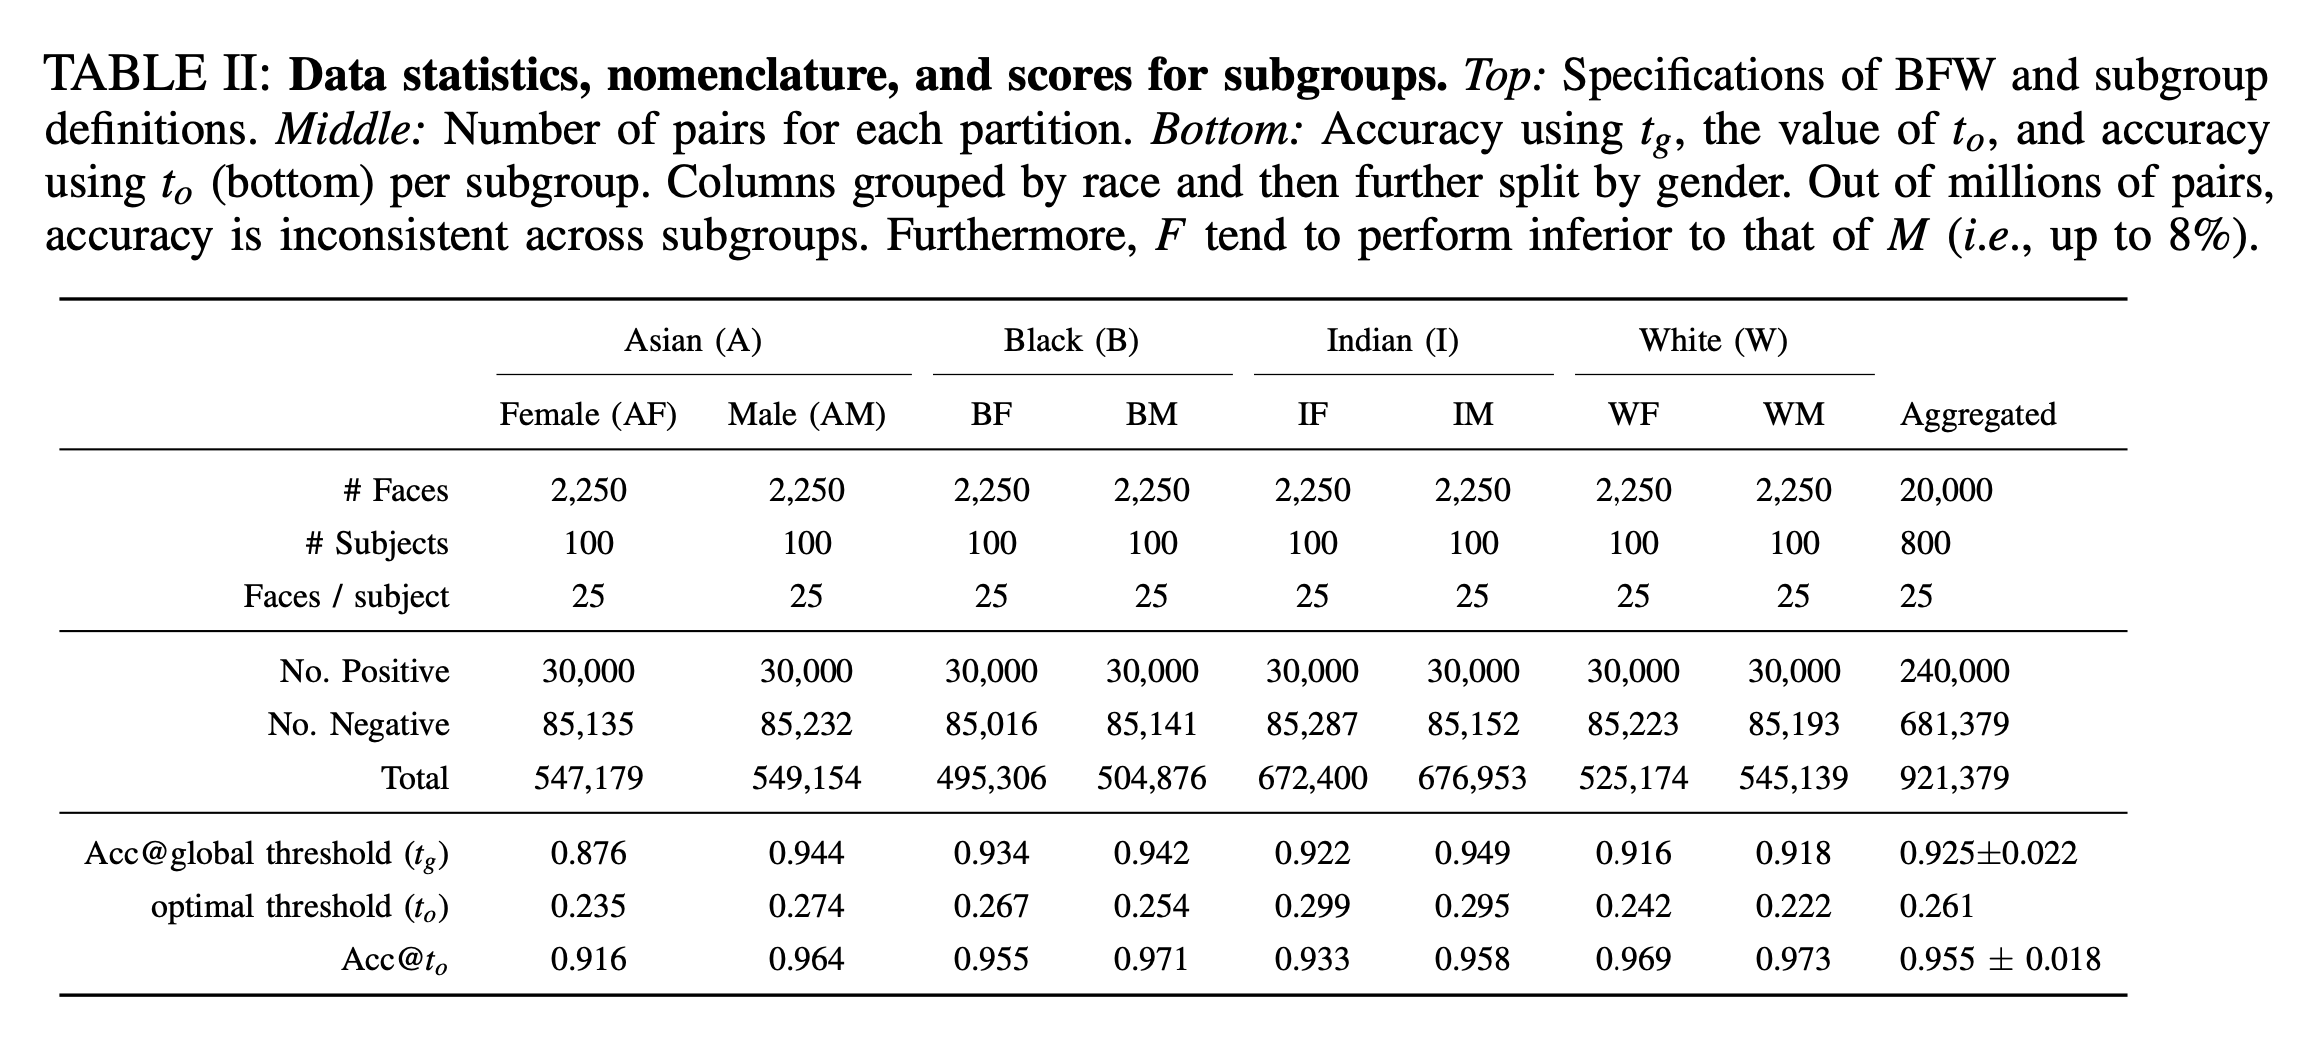 TABLE II: Data statistics, nomenclature, and scores for subgroups. Top: Specifications of BFW and subgroup
definitions. Middle: Number of pairs for each partition. Bottom: Accuracy using t_g, the value of t_o, and accuracy
using t_o (bottom) per subgroup. Columns grouped by race and then further split by gender. Out of millions of pairs,
accuracy is inconsistent across subgroups. Furthermore, F tend to perform inferior to that of M (i.e., up to 8%).
Asian (A) Black (B) Indian (I) White (W)
Female (AF) Male (AM) BF BM IF IM WF WM Aggregated
# Faces 2,250 2,250 2,250 2,250 2,250 2,250 2,250 2,250 20,000
# Subjects 100 100 100 100 100 100 100 100 800
Faces / subject 25 25 25 25 25 25 25 25 25
No. Positive 30,000 30,000 30,000 30,000 30,000 30,000 30,000 30,000 240,000
No. Negative 85,135 85,232 85,016 85,141 85,287 85,152 85,223 85,193 681,379
Total 547,179 549,154 495,306 504,876 672,400 676,953 525,174 545,139 921,379
Acc@global threshold (t_g) 0.876 0.944 0.934 0.942 0.922 0.949 0.916 0.918 0.925±0.022
optimal threshold (t_o) 0.235 0.274 0.267 0.254 0.299 0.295 0.242 0.222 0.261
Acc@t_o 0.916 0.964 0.955 0.971 0.933 0.958 0.969 0.973 0.955 ± 0.018